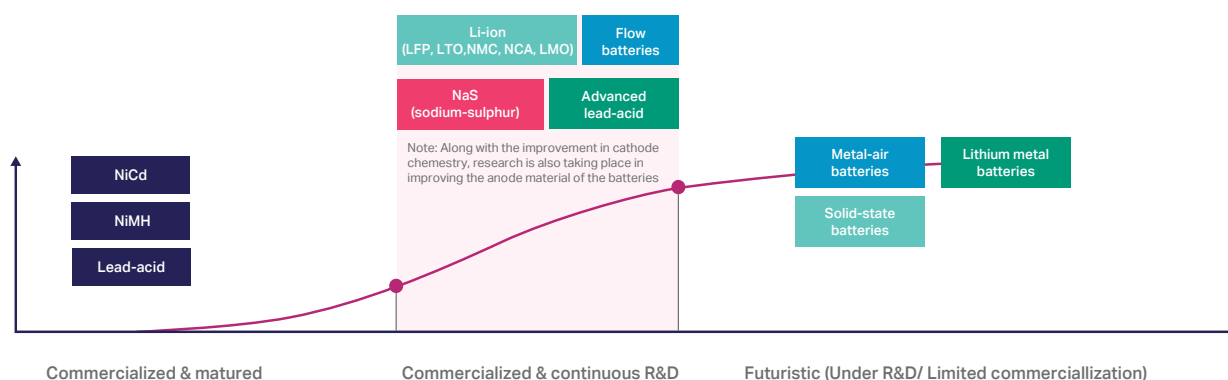 Li-ion
(LFP, LTO,NMC, NCA, LMO)
Flow
batteries
NaS
(sodium-sulphur)
Advanced
lead-acid
Note: Along with the improvement in cathode
chemestry, research is also taking place in
improving the anode material of the batteries
NiCd
NiMH
Lead-acid
Metal-air
batteries
Lithium metal
batteries
Solid-state
batteries
Commercialized & matured
Commercialized & continuous R&D
Futuristic (Under R&D/ Limited commerciallization)